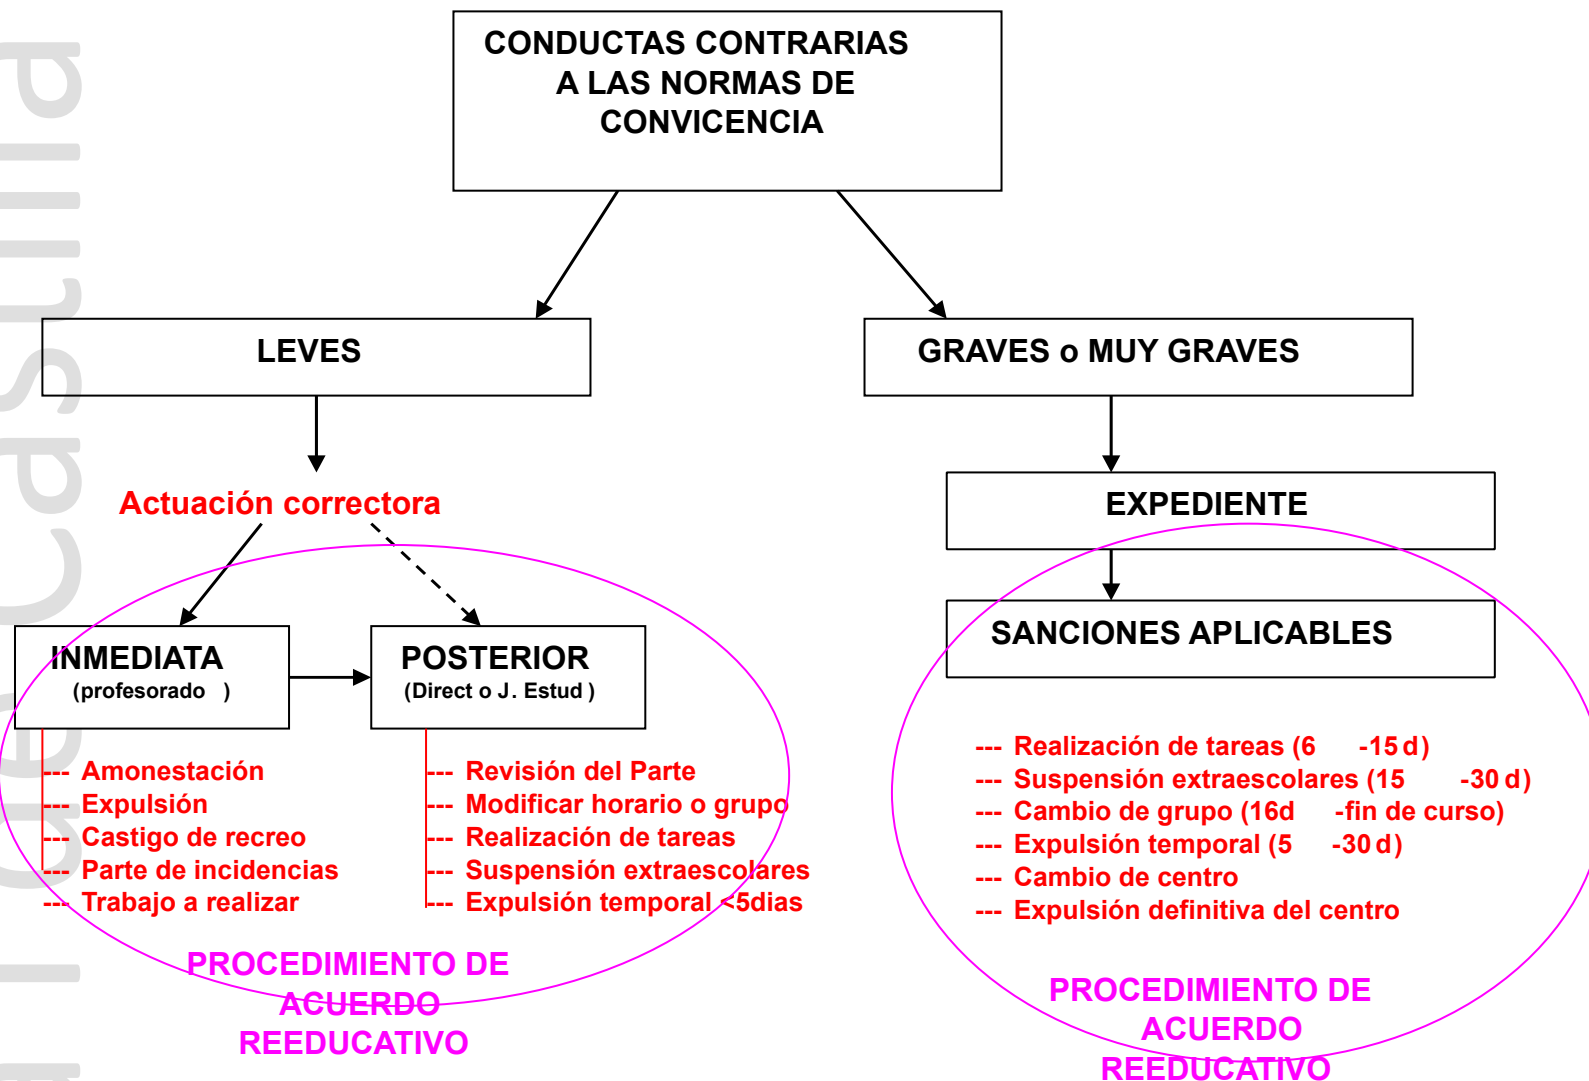 CONDUCTAS CONTRARIAS
A LAS NORMAS DE
CONVICENCIA
LEVES
GRAVES o MUY GRAVES
Actuación correctora
EXPEDIENTE
SANCIONES APLICABLES
INMEDIATA
(profesorado )
POSTERIOR
(Direct o J. Estud )
--- Amonestación
--- Expulsión
--- Castigo de recreo
--- Parte de incidencias
--- Trabajo a realizar
--- Revisión del Parte
--- Modificar horario o grupo
--- Realización de tareas
--- Suspensión extraescolares
--- Expulsión temporal <5dias
--- Realización de tareas (6 -15 d)
--- Suspensión extraescolares (15 -30 d)
--- Cambio de grupo (16d -fin de curso)
--- Expulsión temporal (5 -30 d)
--- Cambio de centro
--- Expulsión definitiva del centro
PROCEDIMIENTO DE
ACUERDO
REEDUCATIVO
PROCEDIMIENTO DE
ACUERDO
REEDUCATIVO